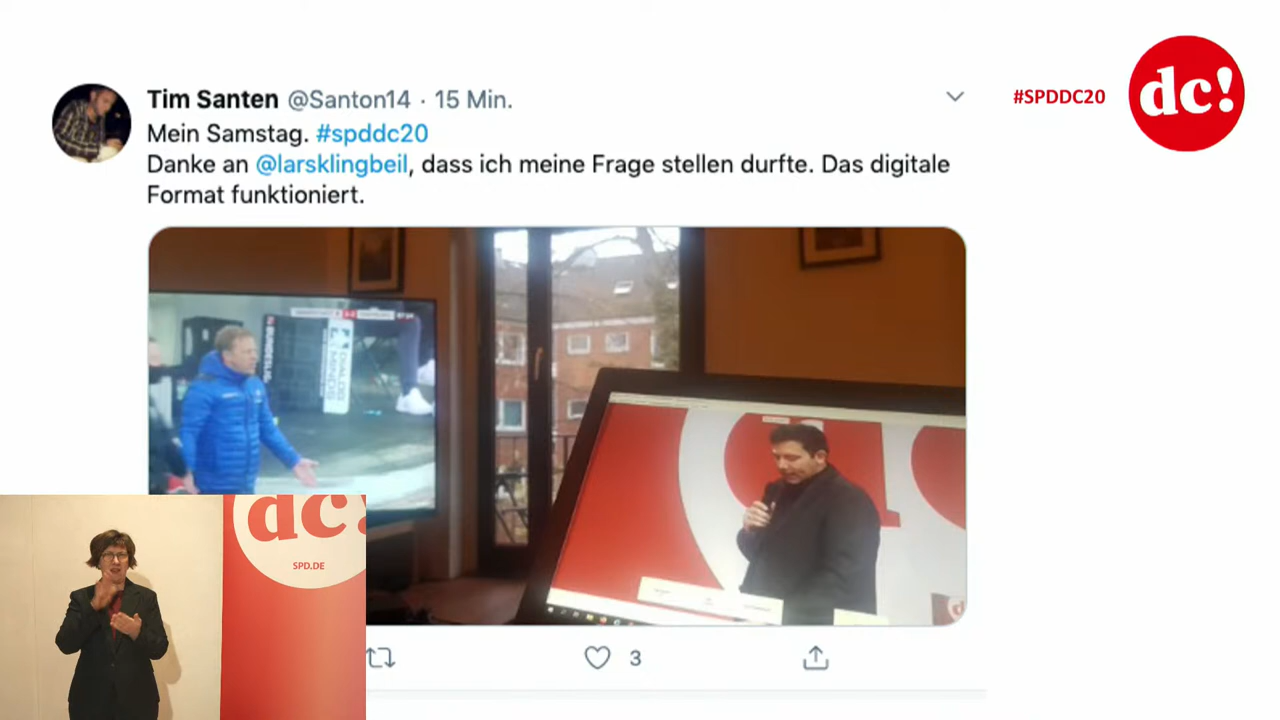 Tim Santen @Santon14 · 15 Min.
Mein Samstag. #spddc20
Danke an @larsklingbeil, dass ich meine Frage stellen durfte. Das digitale
Format funktioniert.
#SPDDC20
dc!
DIALOG
dc!
SPD.DE
3